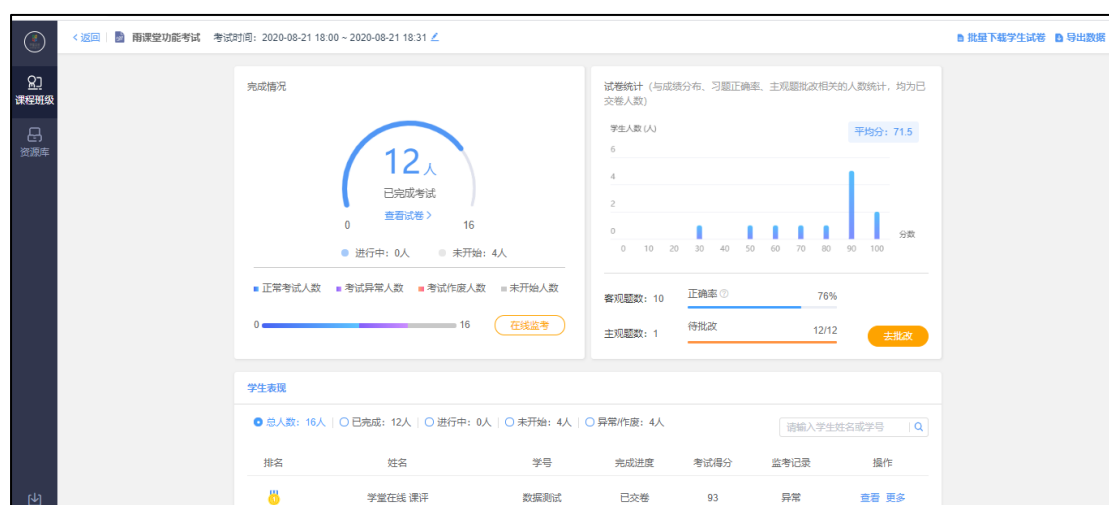 <返回 雨课堂功能考试 考试时间：2020-08-21 18:00 ~ 2020-08-21 18:31 批量下载学生试卷 导出数据
课程班级
资源库
完成情况
12人
已完成考试
查看试卷>
0 16
进行中：0人 未开始：4人
正常考试人数 考试异常人数 考试作废人数 未开始人数
0 16 在线监考
试卷统计（与成绩分布、习题正确率、主观题批改相关的人数统计，均为已
交卷人数）
学生人数（人） 平均分：71.5
6
4
2
0
0 10 20 30 40 50 60 70 80 90 100 分数
客观题数：10 正确率 76%
主观题数：1 待批改 12/12 去批改
学生表现
总人数：16人 已完成：12人 进行中：0人 未开始：4人 异常/作废：4人 请输入学生姓名或学号
排名 姓名 学号 完成进度 考试得分 监考记录 操作
学堂在线 课评 数据测试 已交卷 93 异常 查看 更多